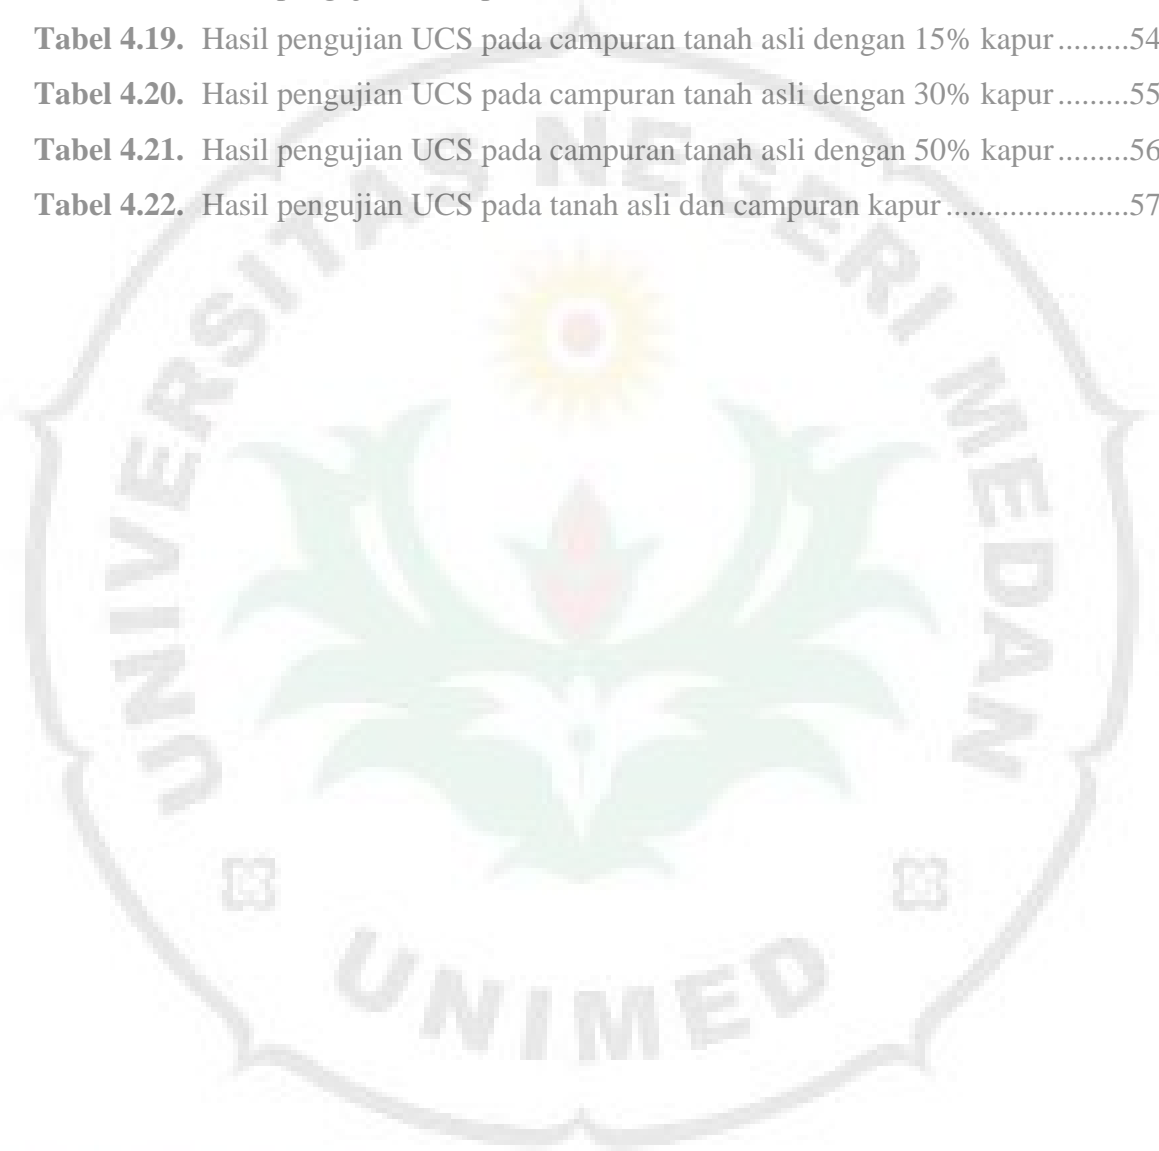 Tabel 4.19. Hasil pengujian UCS pada campuran tanah asli dengan 15% kapur.........54
Tabel 4.20. Hasil pengujian UCS pada campuran tanah asli dengan 30% kapur.........55
Tabel 4.21. Hasil pengujian UCS pada campuran tanah asli dengan 50% kapur.........56
Tabel 4.22. Hasil pengujian UCS pada tanah asli dan campuran kapur.......................57
UNIVERSITAS NEGERI MEDAN
UNIMED